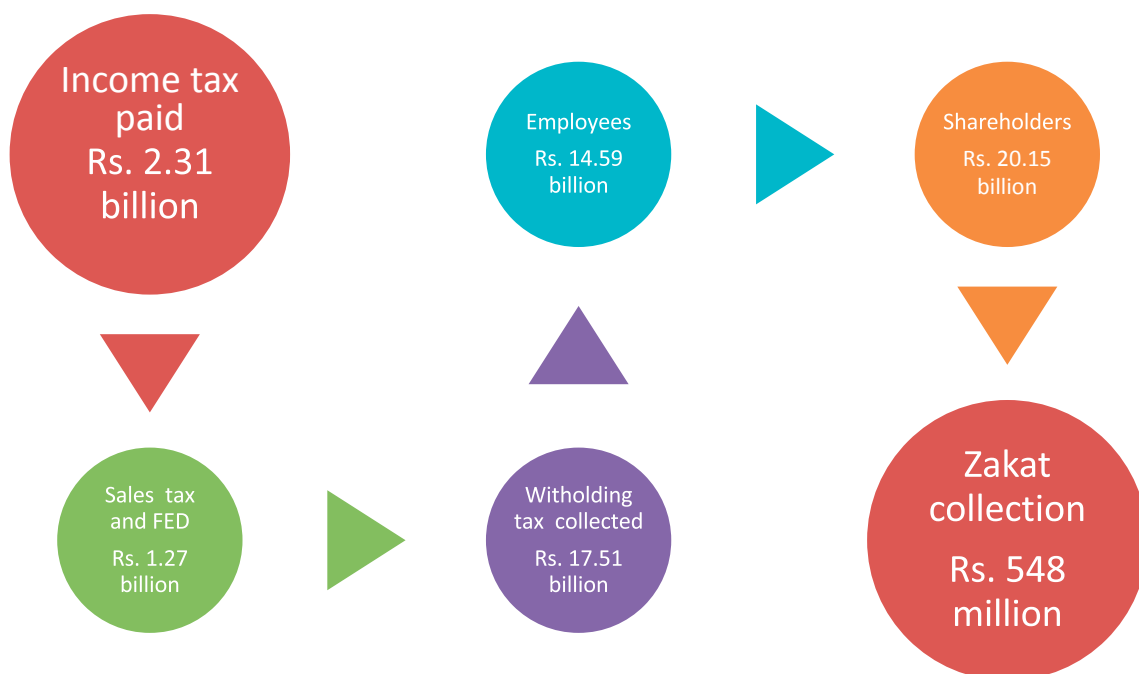 Income tax
paid
Rs. 2.31
billion
Sales tax
and FED
Rs. 1.27
billion
Witholding
tax collected
Rs. 17.51
billion
Employees
Rs. 14.59
billion
Shareholders
Rs. 20.15
billion
Zakat
collection
Rs. 548
million